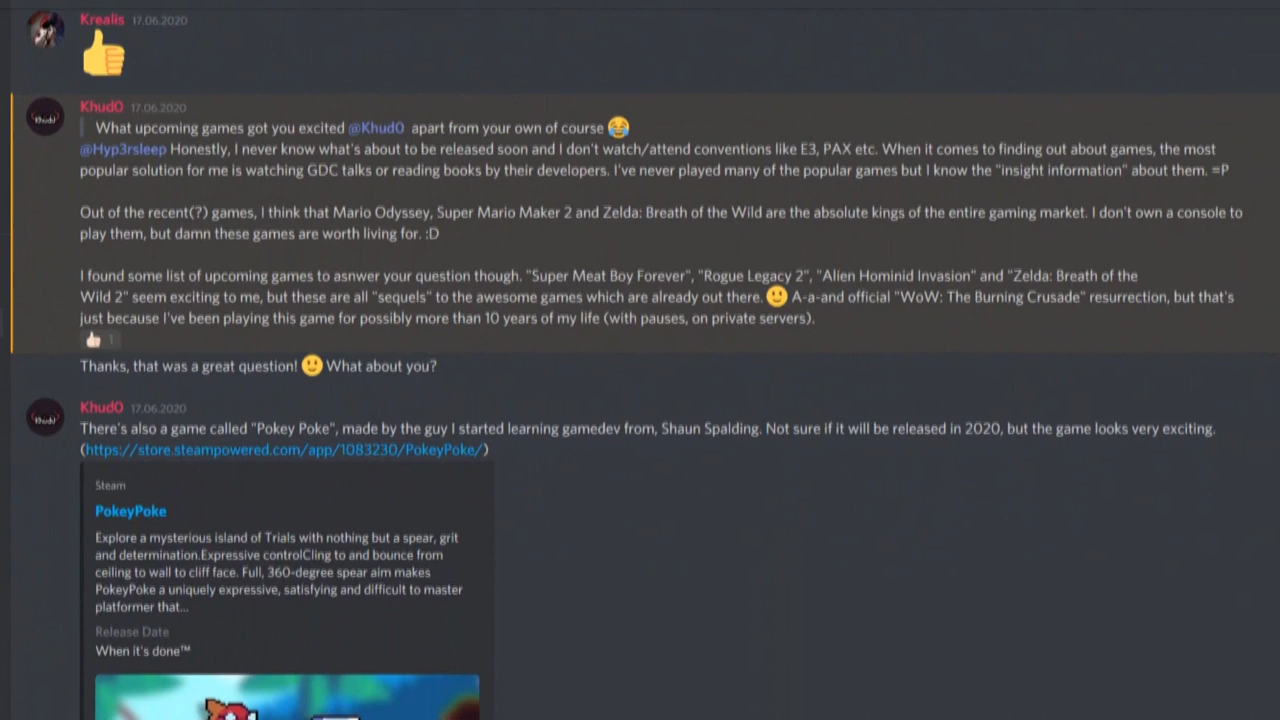 Krealis 17.06.2020
KhudO 17.06.2020
What upcoming games got you excited @KhudO apart from your own of course 😂
@Hyp3rsleep Honestly, I never know what's about to be released soon and I don't watch/attend conventions like E3, PAX etc. When it comes to finding out about games, the most
popular solution for me is watching GDC talks or reading books by their developers. I've never played many of the popular games but I know the "insight information" about them. =P
Out of the recent(?) games, I think that Mario Odyssey, Super Mario Maker 2 and Zelda: Breath of the Wild are the absolute kings of the entire gaming market. I don't own a console to
play them, but damn these games are worth living for. :D
I found some list of upcoming games to asnwer your question though. "Super Meat Boy Forever", "Rogue Legacy 2", "Alien Hominid Invasion" and "Zelda: Breath of the
Wild 2" seem exciting to me, but these are all "sequels" to the awesome games which are already out there. 🙂 A-a-and official "WoW: The Burning Crusade" resurrection, but that's
just because I've been playing this game for possibly more than 10 years of my life (with pauses, on private servers).
1
Thanks, that was a great question! 🙂 What about you?
KhudO 17.06.2020
There's also a game called "Pokey Poke", made by the guy I started learning gamedev from, Shaun Spalding. Not sure if it will be released in 2020, but the game looks very exciting.
(https://store.steampowered.com/app/1083230/PokeyPoke/)
Steam
PokeyPoke
Explore a mysterious island of Trials with nothing but a spear, grit
and determination.Expressive controlCling to and bounce from
ceiling to wall to cliff face. Full, 360-degree spear aim makes
PokeyPoke a uniquely expressive, satisfying and difficult to master
platformer that...
Release Date
When it's done™